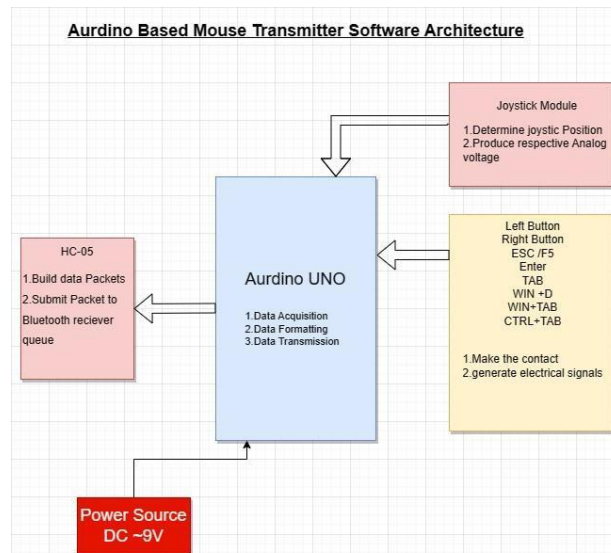 Aurdino Based Mouse Transmitter Software Architecture
Joystick Module
1.Determine joystic Position
2.Produce respective Analog
voltage
Left Button
Right Button
ESC /F5
Enter
TAB
WIN +D
WIN+TAB
CTRL+TAB
1.Make the contact
2.generate electrical signals
Aurdino UNO
1.Data Acquisition
2.Data Formatting
3.Data Transmission
HC-05
1.Build data Packets
2.Submit Packet to
Bluetooth reciever
queue
Power Source
DC ~9V